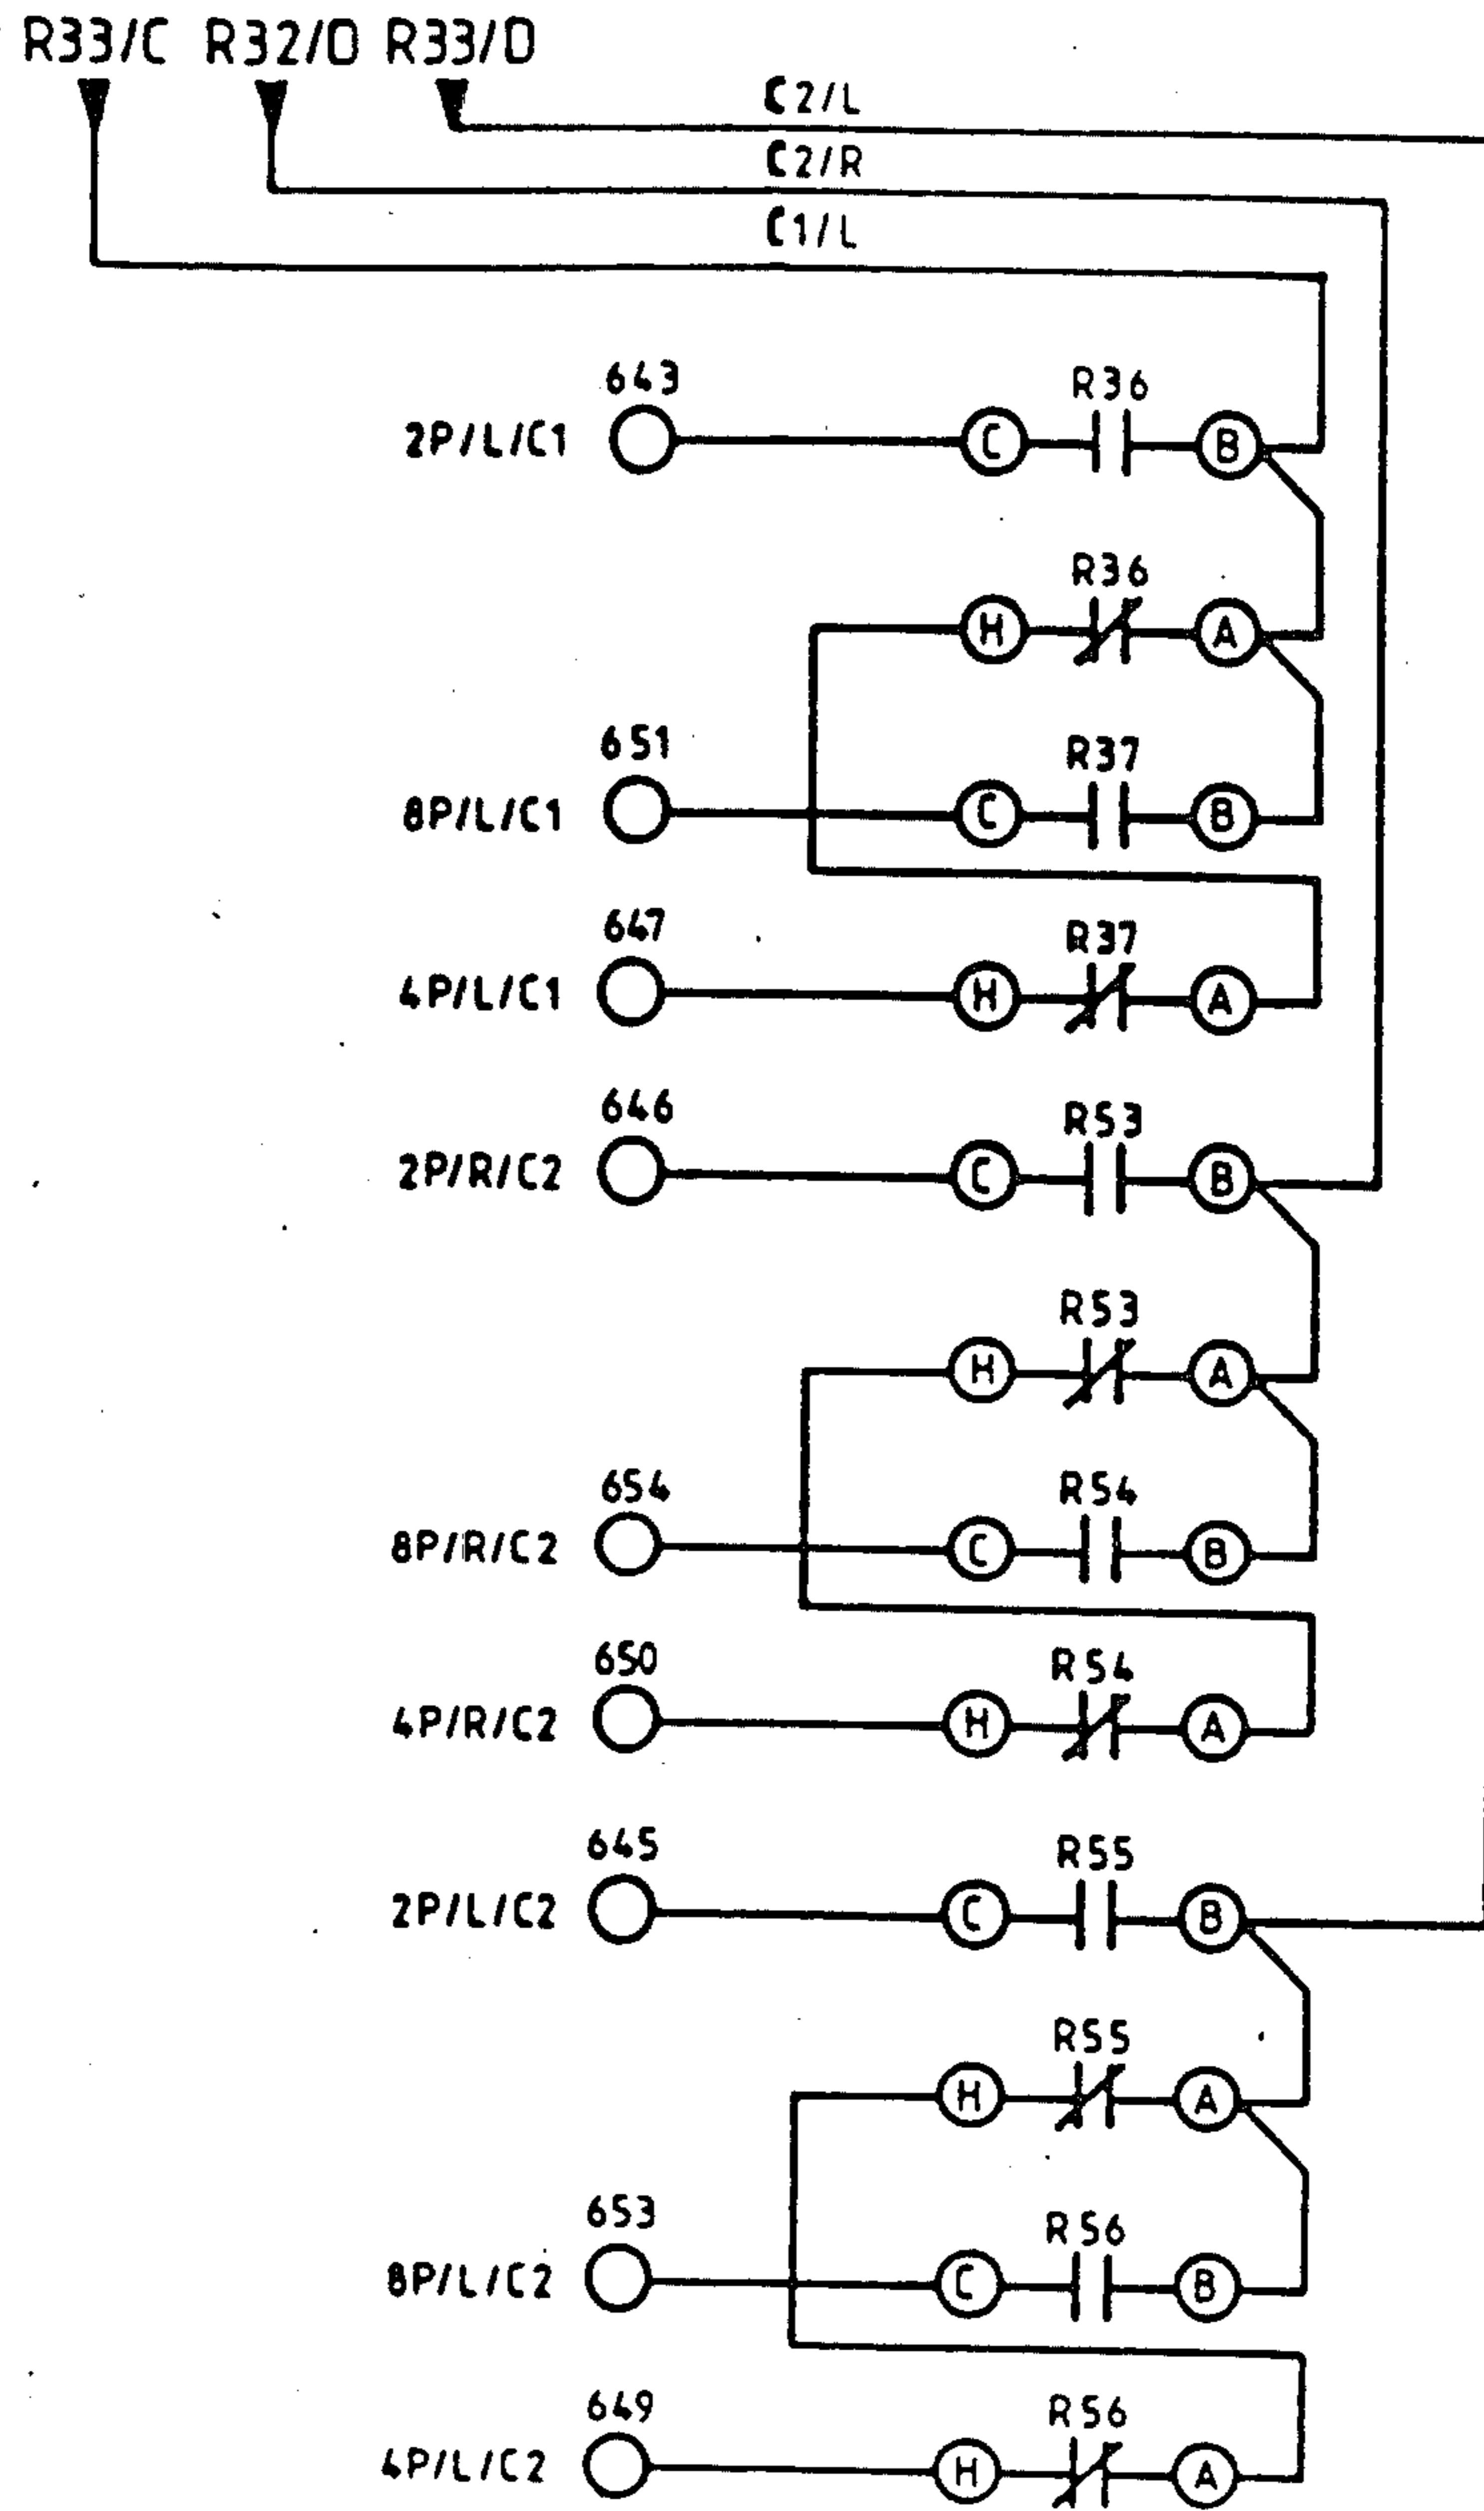 R33/C R32/O R33/D
C2/L
C2/R
C1/L
643 R36
2P/L/C1 C B
R36
H A
651 R37
8P/L/C1 C B
647 R37
4P/L/C1 H A
646 R53
2P/R/C2 C B
R53
H A
654 R54
8P/R/C2 C B
650 R54
4P/R/C2 H A
645 R55
2P/L/C2 C B
R55
H A
653 R56
8P/L/C2 C B
649 R56
4P/L/C2 H A